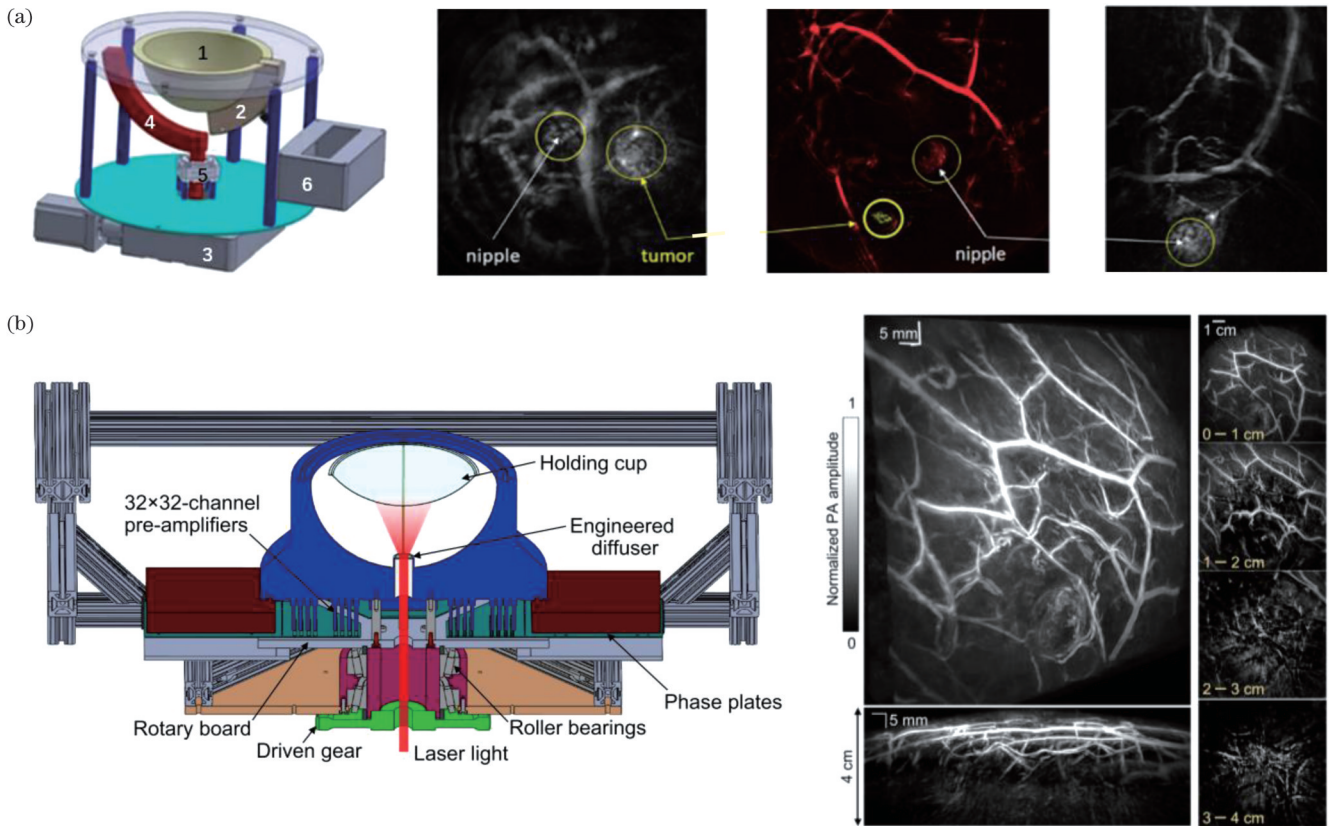 (a)
1
2
4
5
6
3
nipple
tumor
nipple
(b)
Holding cup
32×32-channel
pre-amplifiers
Engineered
diffuser
Phase plates
Rotary board
Roller bearings
Driven gear
Laser light
5 mm
1
Normalized PA amplitude
0
1 cm
0 – 1 cm
1 – 2 cm
2 – 3 cm
3 – 4 cm
5 mm
4 cm